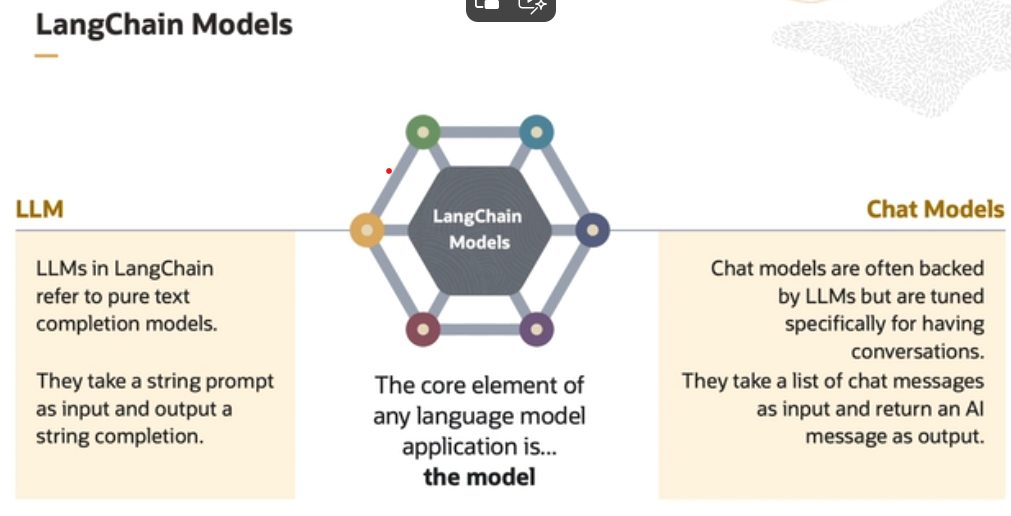 LangChain Models
LLM
LLMs in LangChain
refer to pure text
completion models.
They take a string prompt
as input and output a
string completion.
LangChain
Models
The core element of
any language model
application is...
the model
Chat Models
Chat models are often backed
by LLMs but are tuned
specifically for having
conversations.
They take a list of chat messages
as input and return an AI
message as output.